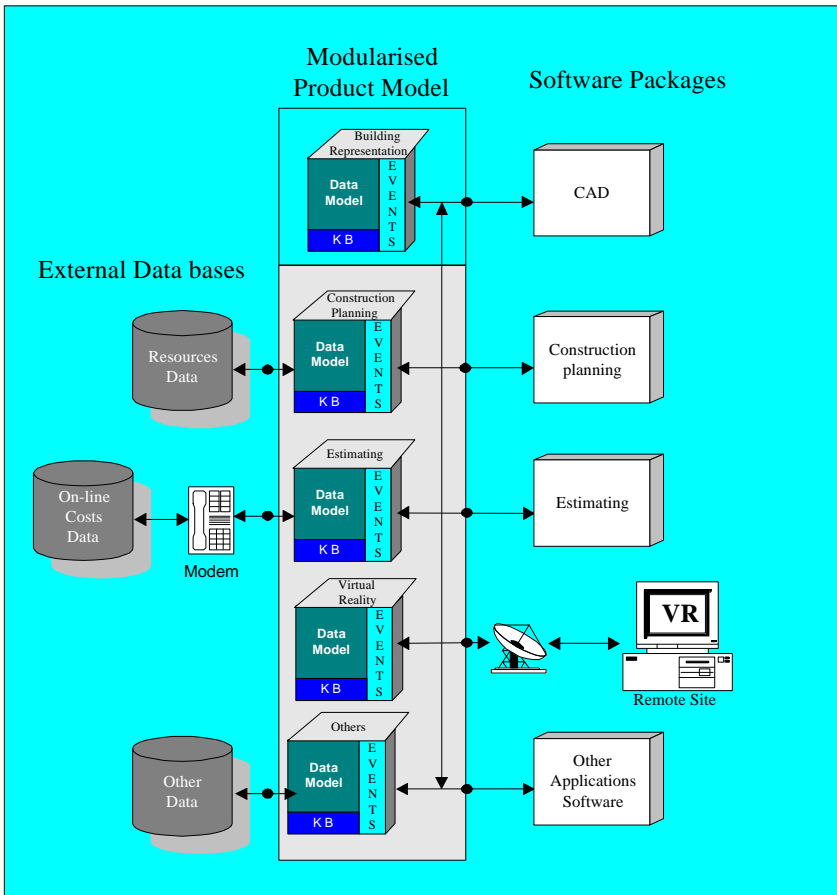 Modularised
Product Model
Software Packages
External Data bases
Building
Representation
Data
Model
K B
E
V
E
N
T
S
CAD
Resources
Data
Construction
Planning
Data
Model
K B
E
V
E
N
T
S
Construction
planning
On-line
Costs
Data
Modem
Estimating
Data
Model
K B
E
V
E
N
T
S
Estimating
Virtual
Reality
Data
Model
K B
E
V
E
N
T
S
VR
Remote Site
Other
Data
Others
Data
Model
K B
E
V
E
N
T
S
Other
Applications
Software